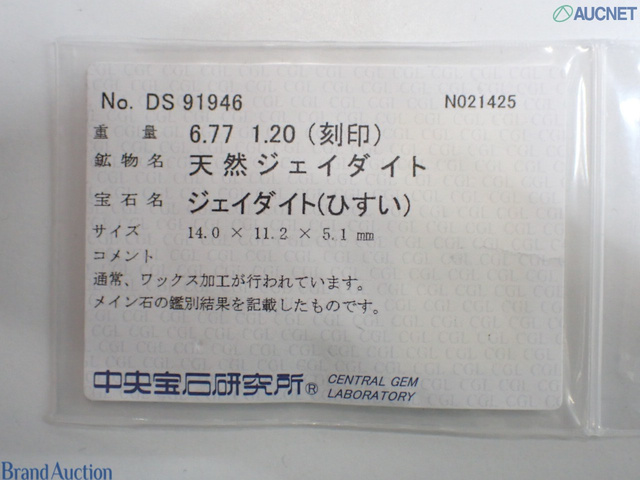 AUCNET
No. DS 91946 N021425
重量 6.77 1.20 (刻印)
鉱物名 天然ジェイダイト
宝石名 ジェイダイト(ひすい)
サイズ 14.0 × 11.2 × 5.1 mm
コメント
通常、ワックス加工が行われています。
メイン石の鑑別結果を記載したものです。
中央宝石研究所® CENTRAL GEM
LABORATORY
Brand Auction